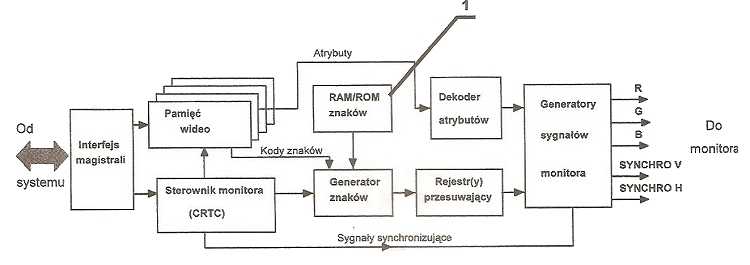 1
Atrybuty
Pamięć
wideo
RAM/ROM
znaków
Dekoder
atrybutów
Generatory
sygnałów
monitora
R
G
B
SYNCHRO V
SYNCHRO H
Do
monitora
Od
systemu
Interfejs
magistrali
Kody znaków
Sterownik monitora
(CRTC)
Generator
znaków
Rejestr(y)
przesuwający
Sygnały synchronizujące